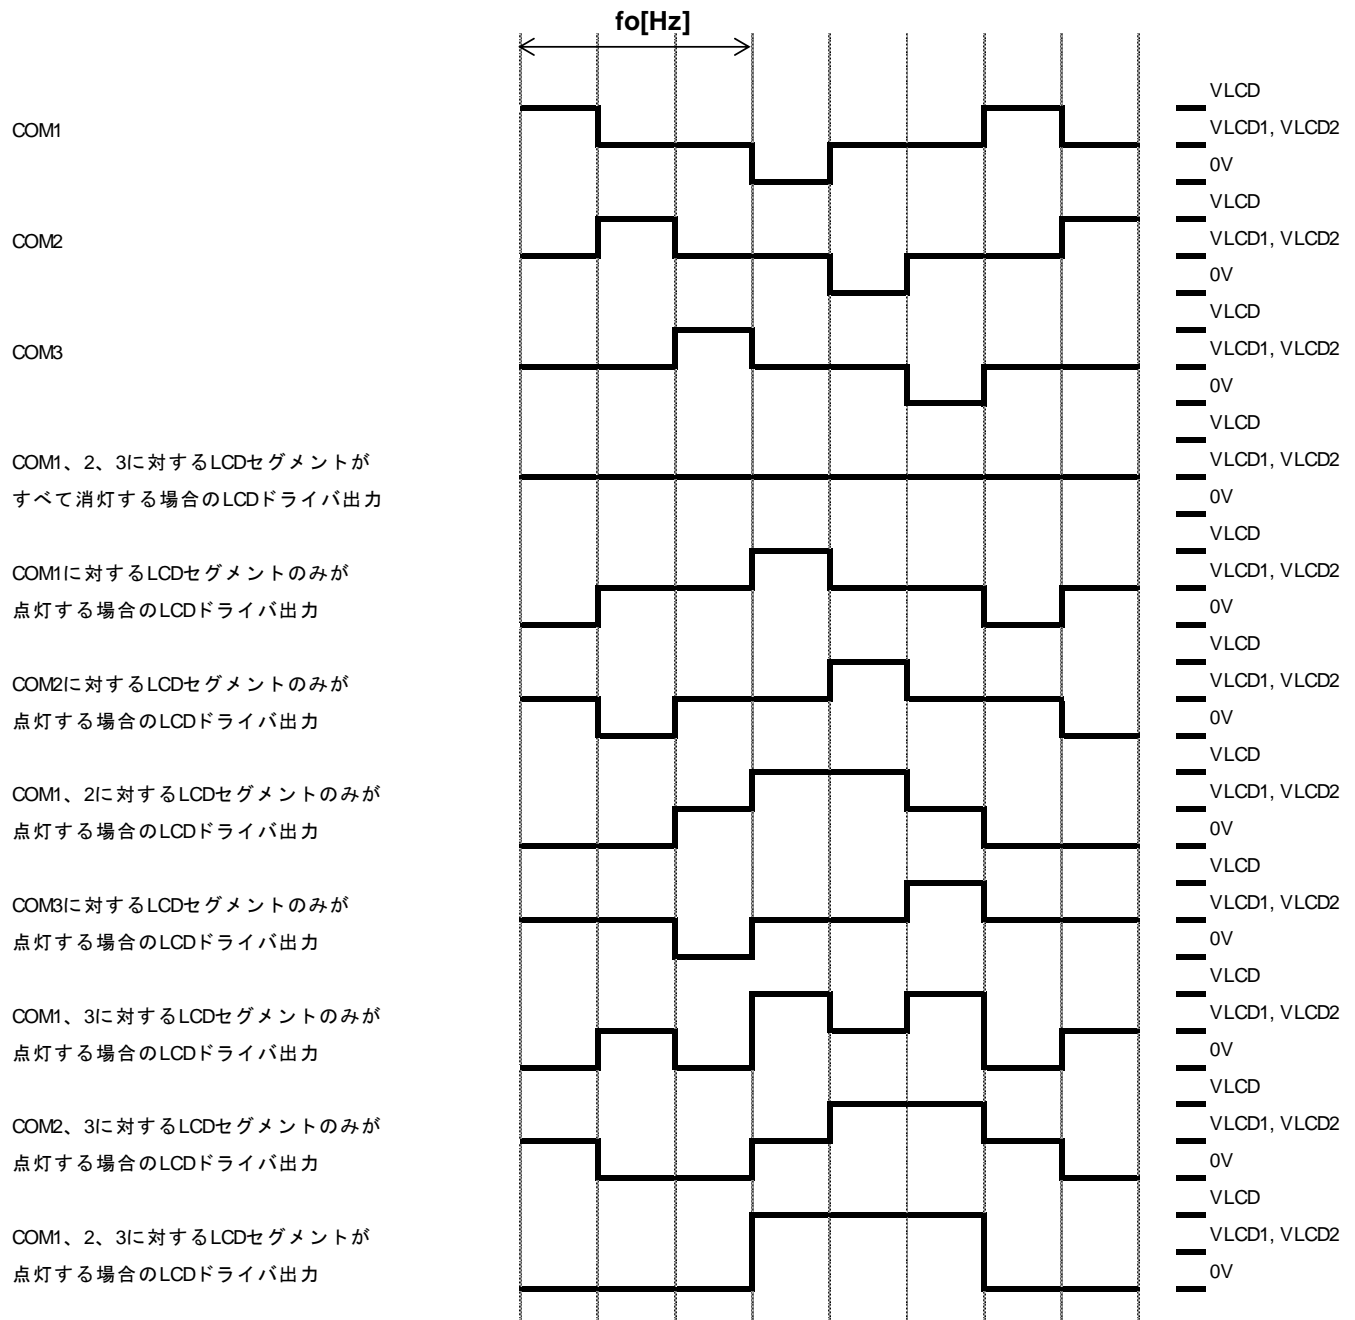 fo[Hz]
COM1
VLCD
VLCD1, VLCD2
0V
COM2
VLCD
VLCD1, VLCD2
0V
COM3
VLCD
VLCD1, VLCD2
0V
COM1、2、3に対するLCDセグメントが
すべて消灯する場合のLCDドライバ出力
VLCD
VLCD1, VLCD2
0V
COM1に対するLCDセグメントのみが
点灯する場合のLCDドライバ出力
VLCD
VLCD1, VLCD2
0V
COM2に対するLCDセグメントのみが
点灯する場合のLCDドライバ出力
VLCD
VLCD1, VLCD2
0V
COM1、2に対するLCDセグメントのみが
点灯する場合のLCDドライバ出力
VLCD
VLCD1, VLCD2
0V
COM3に対するLCDセグメントのみが
点灯する場合のLCDドライバ出力
VLCD
VLCD1, VLCD2
0V
COM1、3に対するLCDセグメントのみが
点灯する場合のLCDドライバ出力
VLCD
VLCD1, VLCD2
0V
COM2、3に対するLCDセグメントのみが
点灯する場合のLCDドライバ出力
VLCD
VLCD1, VLCD2
0V
COM1、2、3に対するLCDセグメントが
点灯する場合のLCDドライバ出力
VLCD
VLCD1, VLCD2
0V